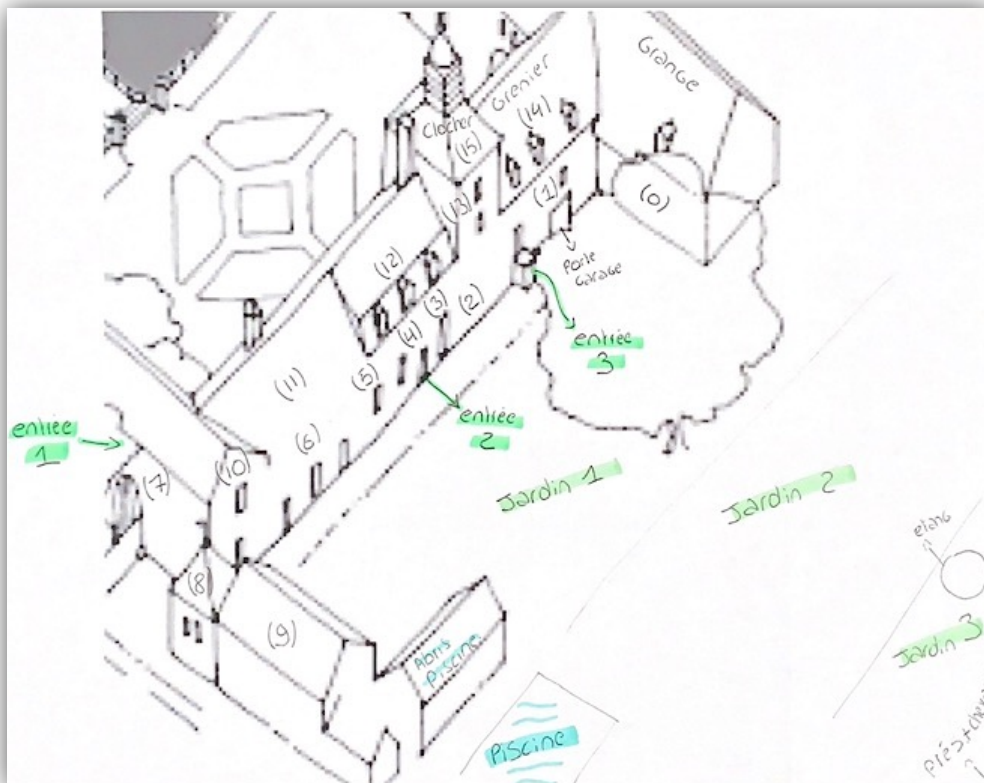 Grange
Grenier
(14)
Clocher
(15)
(1)
(0)
(13)
Porte
Garage
(12)
(3)
(2)
(4)
entrée
3
(5)
(11)
entrée
2
(6)
entrée
1
(10)
(7)
Jardin 1
Jardin 2
etang
(8)
(9)
Jardin 3
Abris
piscine
Piscine